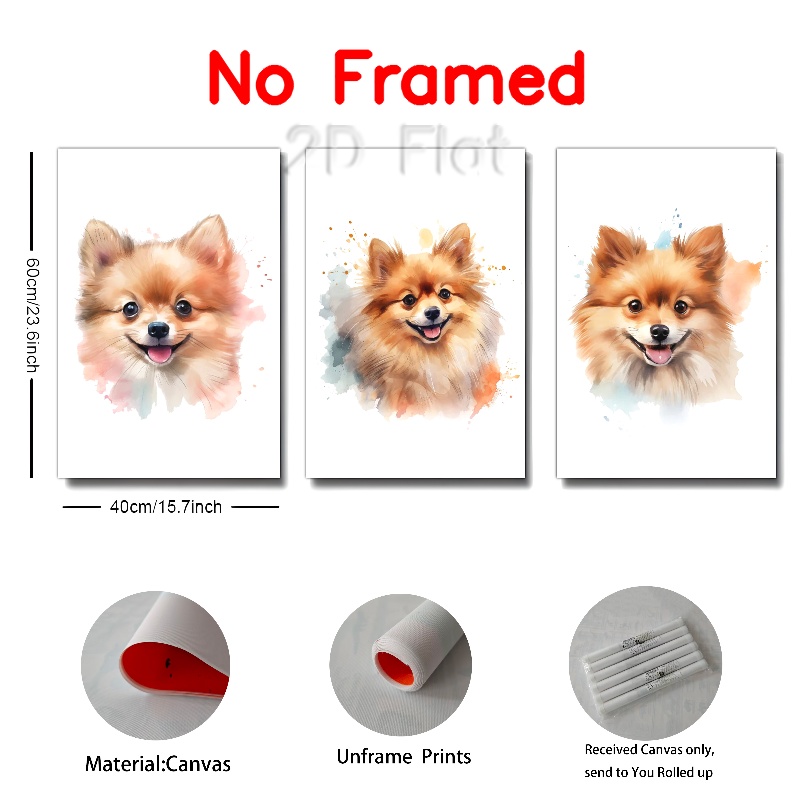 No Framed
2D Flat
60cm/23.6inch
40cm/15.7inch
Material:Canvas
Unframe Prints
Received Canvas only,
send to You Rolled up